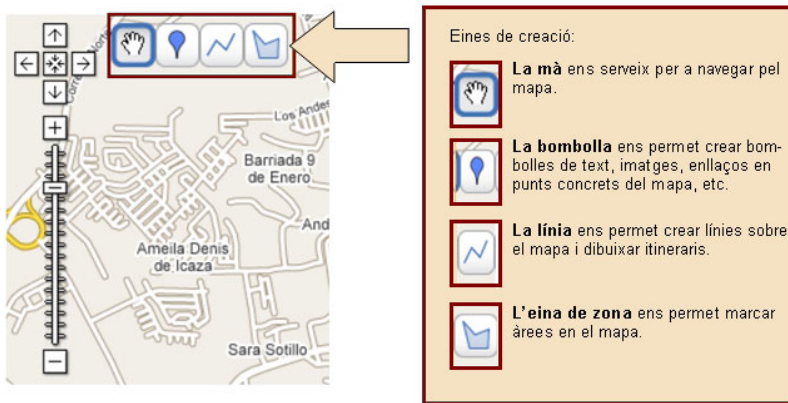 Corre
Norte
Los Andes
Barriada 9
de Enero
And
Ameila Denis
de Icaza
Sara Sotillo
Eines de creació:
La mà ens serveix per a navegar pel
mapa.
La bombolla ens permet crear bom-
bolles de text, imatges, enllaços en
punts concrets del mapa, etc.
La línia ens permet crear línies sobre
el mapa i dibuixar itineraris.
L'eina de zona ens permet marcar
àrees en el mapa.